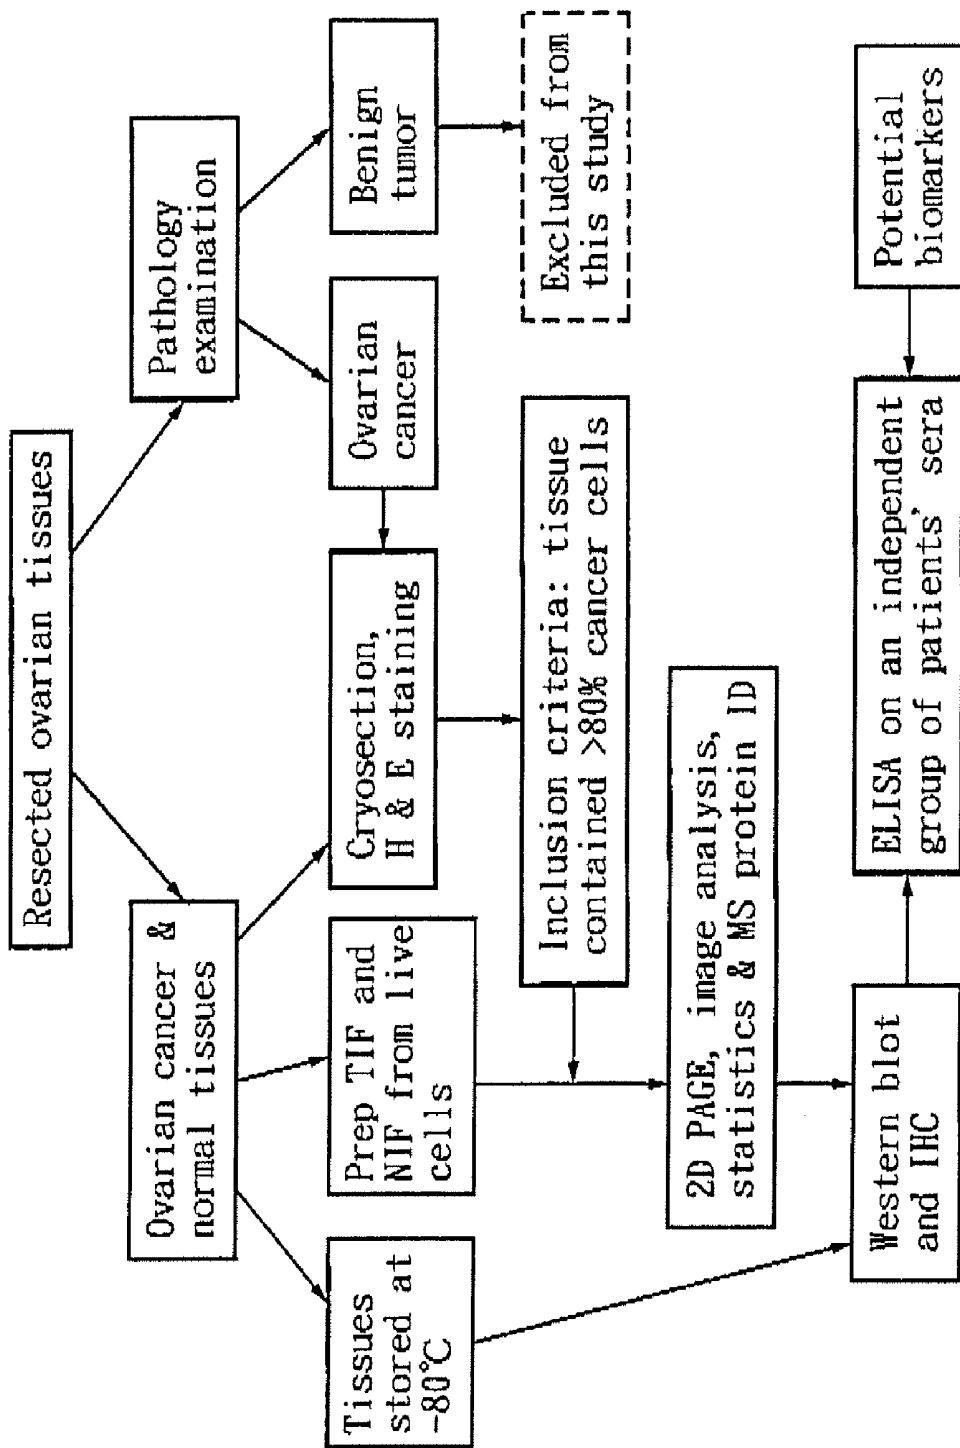 Resected ovarian tissues
Ovarian cancer &
normal tissues
Pathology
examination
Tissues
stored at
-80℃
Prep TIF and
NIF from live
cells
Cryosection,
H & E staining
Ovarian
cancer
Benign
tumor
Inclusion criteria: tissue
contained >80% cancer cells
Excluded from
this study
2D PAGE, image analysis,
statistics & MS protein ID
Western blot
and IHC
ELISA on an independent
group of patients' sera
Potential
biomarkers